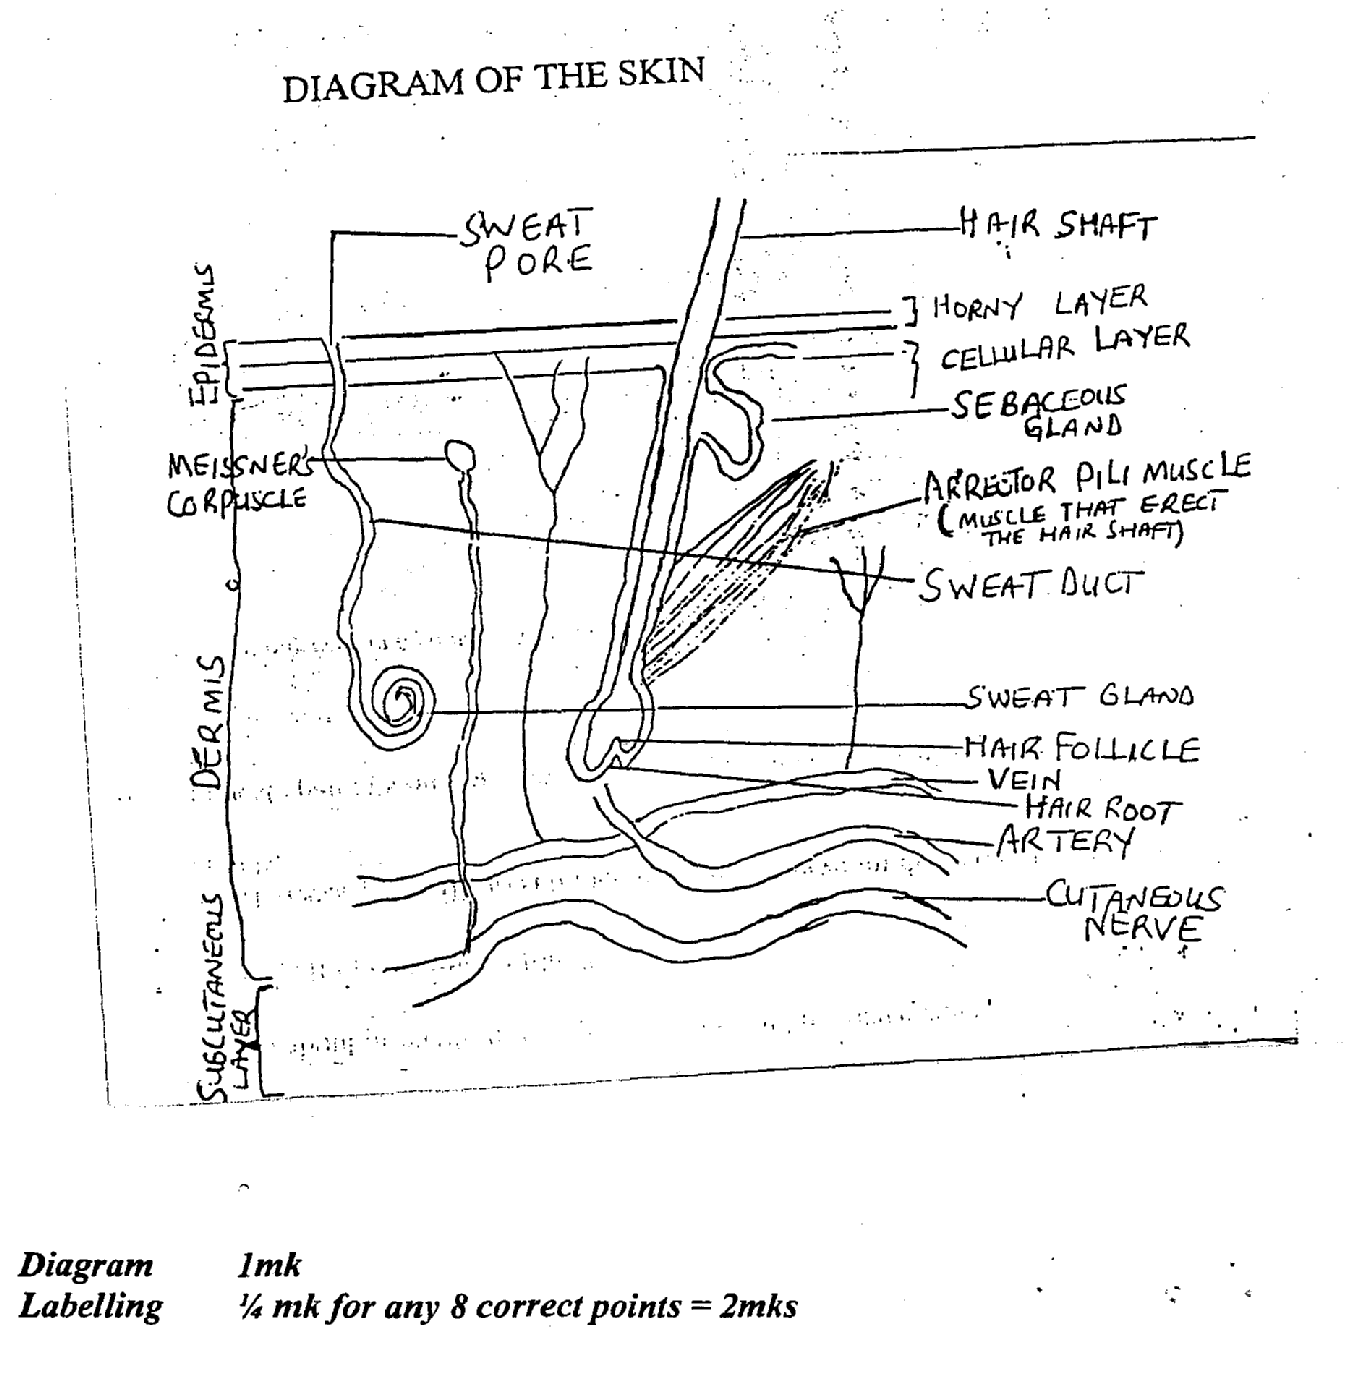 DIAGRAM OF THE SKIN
SWEAT
PORE
HAIR SHAFT
EPIDERMIS
HORNY LAYER
CELLULAR LAYER
SEBACEOUS
GLAND
MEISSNER'S
CORPUSCLE
ARRECTOR PILI MUSCLE
(MUSCLE THAT ERECT
THE HAIR SHAFT)
SWEAT DUCT
DERMIS
SWEAT GLAND
HAIR FOLLICLE
VEIN
HAIR ROOT
ARTERY
CUTANEOUS
NERVE
SUBCUTANEOUS
LAYER
Diagram 1mk
Labelling ¼ mk for any 8 correct points = 2mks